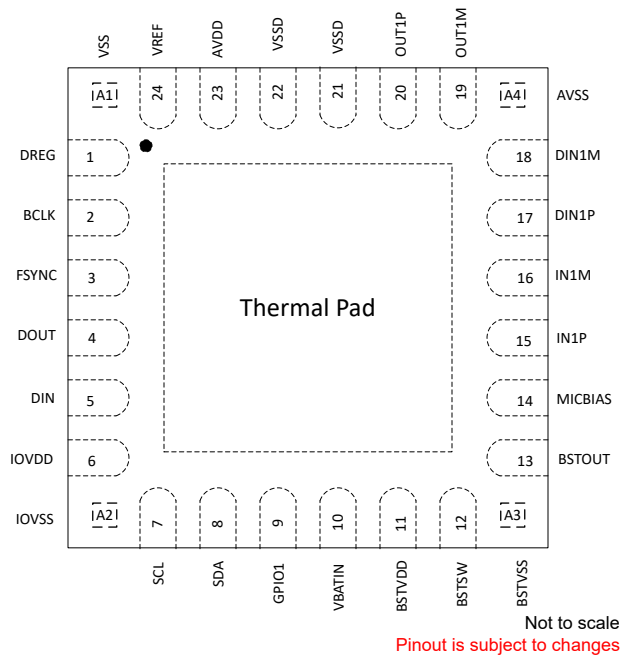 VSS
VREF
AVDD
VSSD
VSSD
OUT1P
OUT1M
A1
24
23
22
21
20
19
A4
AVSS
DREG
1
18
DIN1M
BCLK
2
17
DIN1P
FSYNC
3
16
IN1M
Thermal Pad
DOUT
4
15
IN1P
DIN
5
14
MICBIAS
IOVDD
6
13
BSTOUT
IOVSS
A2
7
8
9
10
11
12
A3
SCL
SDA
GPIO1
VBATIN
BSTVDD
BSTSW
BSTVSS
Not to scale
Pinout is subject to changes